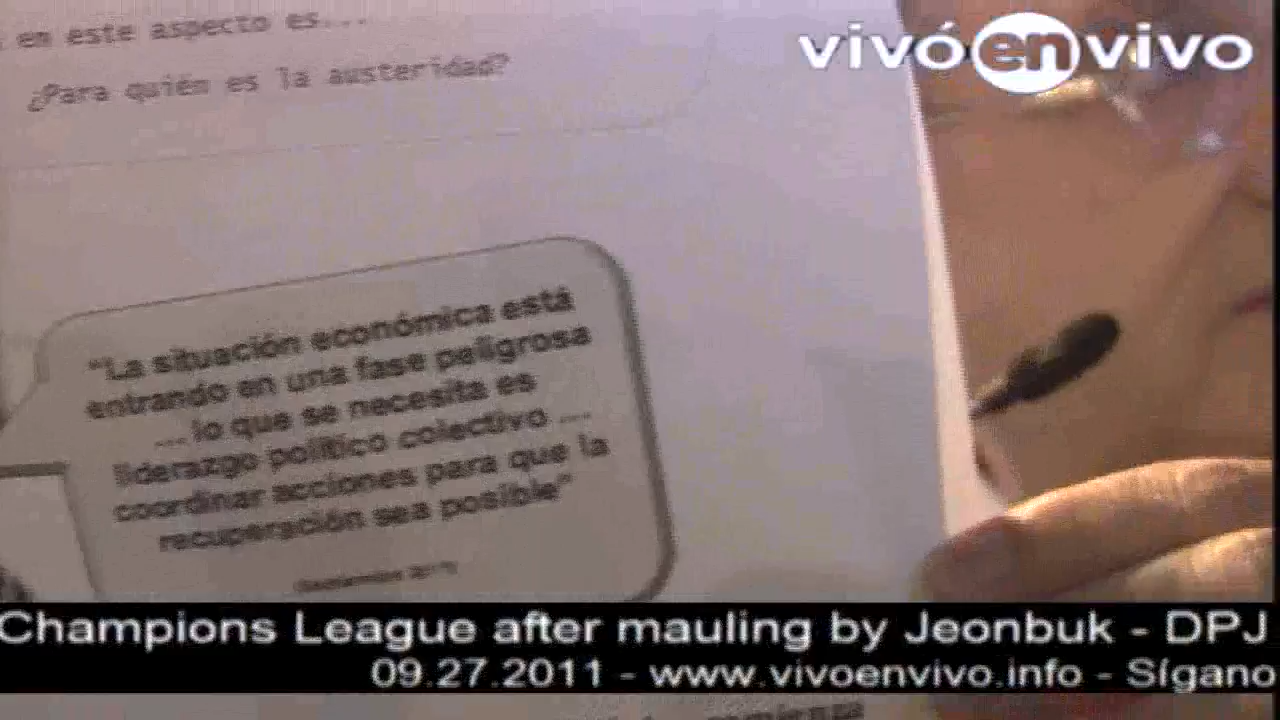 en este aspecto es...
vivóenvivo
¿Para quién es la austeridad?
"La situación económica está
entrando en una fase peligrosa
... lo que se necesita es
liderazgo político colectivo ....
coordinar acciones para que la
recuperación sea posible"
Champions League after mauling by Jeonbuk - DPJ
09.27.2011 - www.vivoenvivo.info - Sígano